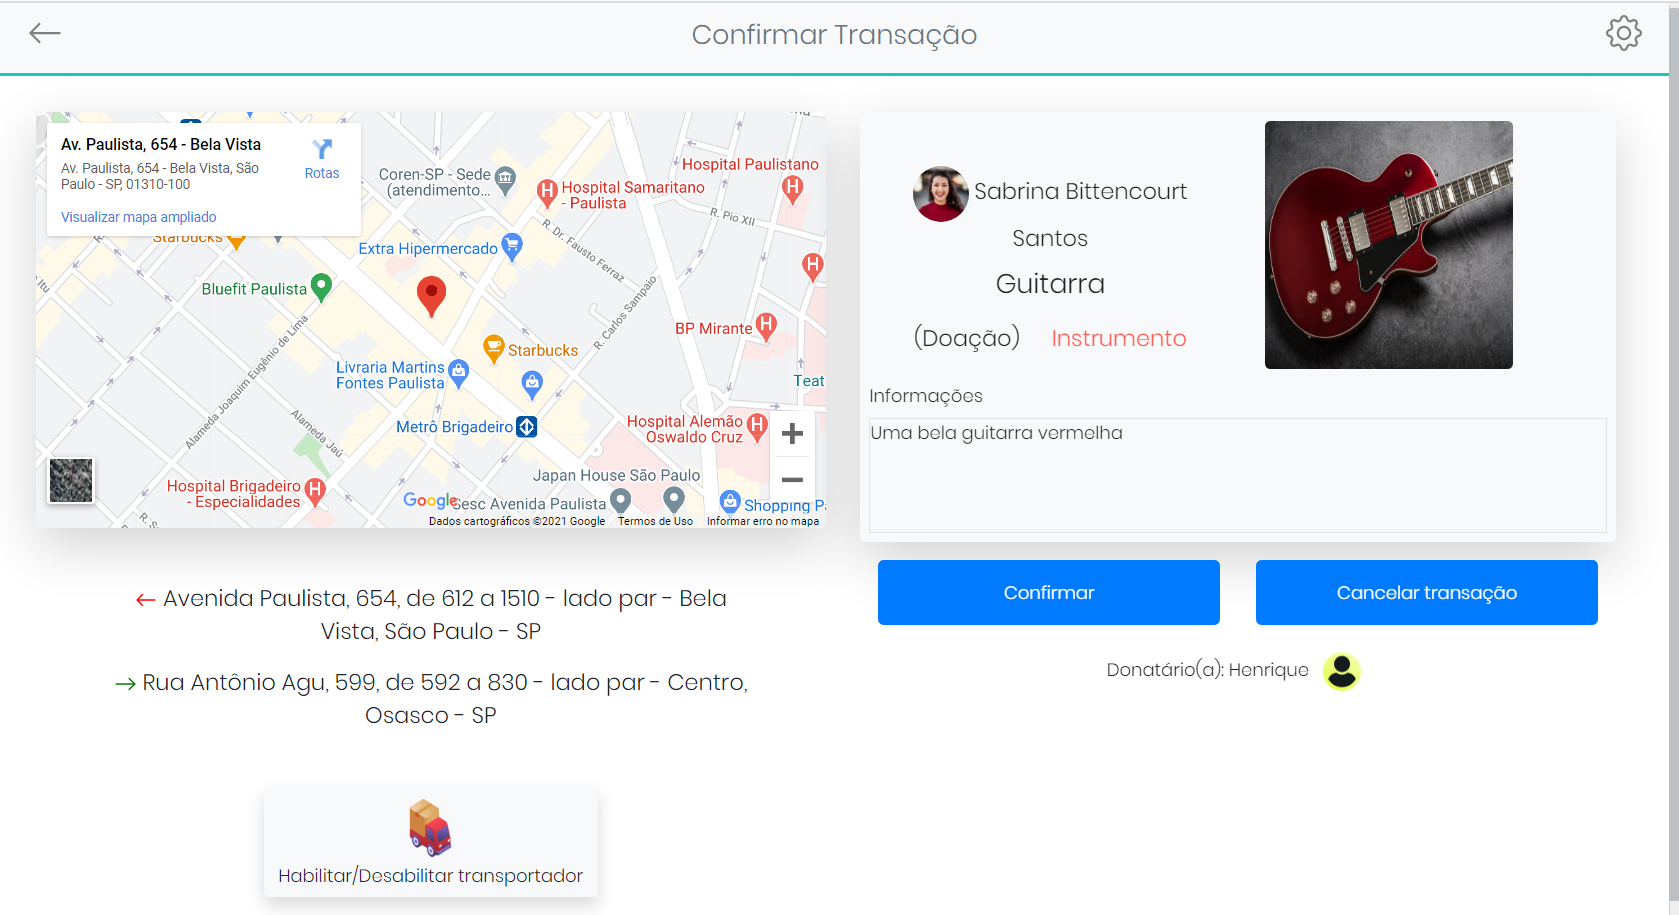 Confirmar Transação
Av. Paulista, 654 - Bela Vista
Av. Paulista, 654 - Bela Vista, São
Paulo - SP, 01310-100
Rotas
Visualizar mapa ampliado
Starbucks
Coren-SP - Sede
(atendimento...
Hospital Paulistano
Hospital Samaritano
- Paulista
R. Pio XII
R. Dr. Fausto Ferraz
Extra Hipermercado
Itu
Bluefit Paulista
R. Carlos Sampaio
BP Mirante
Alameda Joaquim Eugênio de Lima
Starbucks
Livraria Martins
Fontes Paulista
Teat
Alameda Jaú
Metrô Brigadeiro
Hospital Alemão
Oswaldo Cruz
Japan House São Paulo
Hospital Brigadeiro
- Especialidades
Google
Sesc Avenida Paulista
Shopping P
R. S
Dados cartográficos ©2021 Google
Termos de Uso
Informar erro no mapa
Avenida Paulista, 654, de 612 a 1510 - lado par - Bela
Vista, São Paulo - SP
Rua Antônio Agu, 599, de 592 a 830 - lado par - Centro,
Osasco - SP
Habilitar/Desabilitar transportador
Sabrina Bittencourt
Santos
Guitarra
(Doação) Instrumento
Informações
Uma bela guitarra vermelha
Confirmar
Cancelar transação
Donatário(a): Henrique